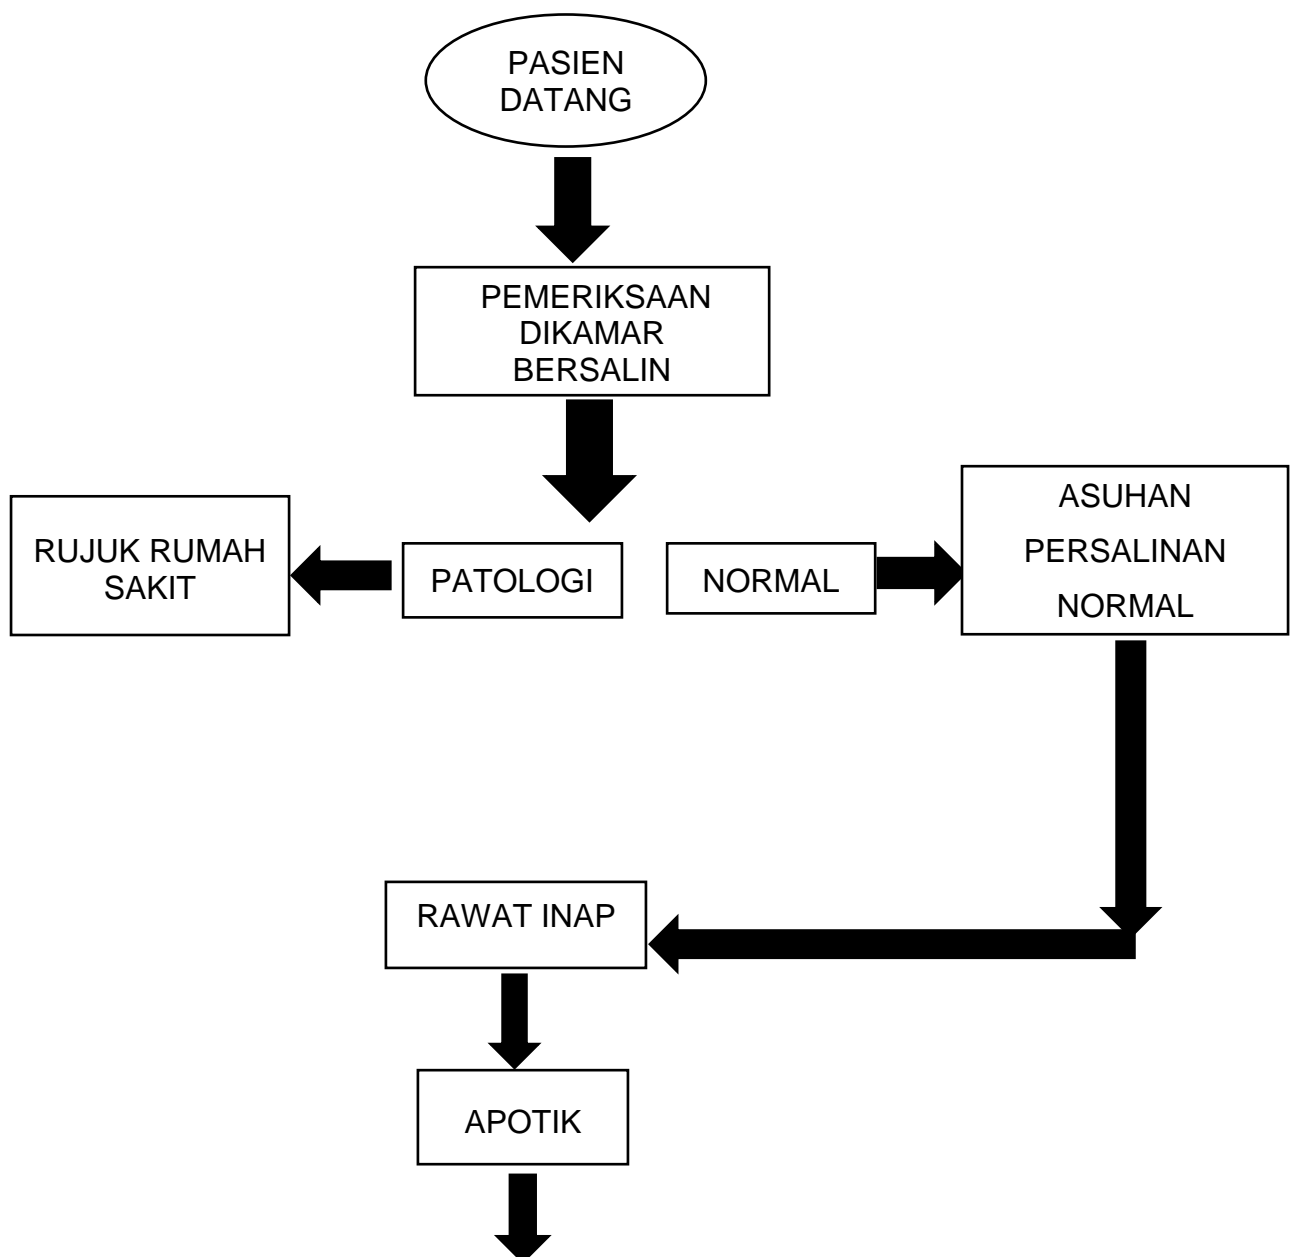 PASIEN
DATANG
PEMERIKSAAN
DIKAMAR
BERSALIN
RUJUK RUMAH
SAKIT
PATOLOGI
NORMAL
ASUHAN
PERSALINAN
NORMAL
RAWAT INAP
APOTIK